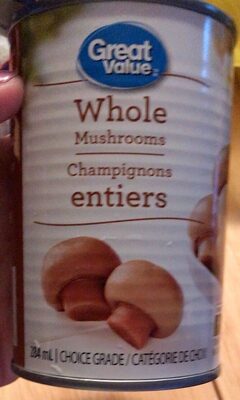 Great
Value
Whole
Mushrooms
Champignons
entiers
284 mL | CHOICE GRADE / CATÉGORIE DE CHOIX